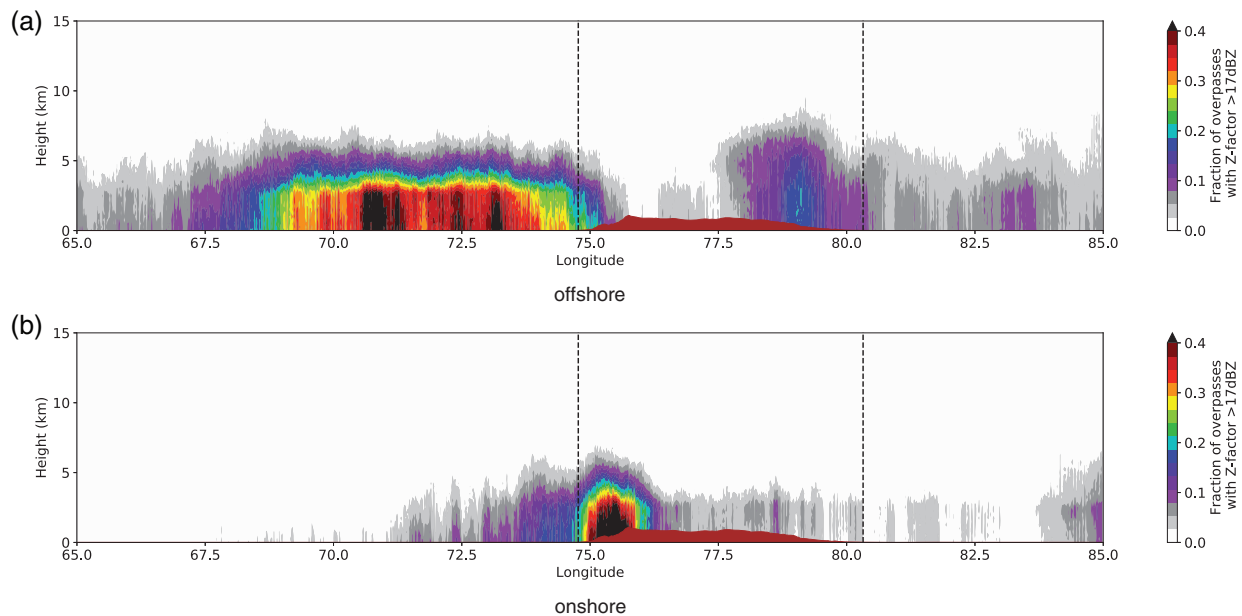 (a)
15
10
5
0
Height (km)
65.0 67.5 70.0 72.5 75.0 77.5 80.0 82.5 85.0
Longitude
0.4
0.3
0.2
0.1
0.0
Fraction of overpasses
with Z-factor >17dBZ
offshore
(b)
15
10
5
0
Height (km)
65.0 67.5 70.0 72.5 75.0 77.5 80.0 82.5 85.0
Longitude
0.4
0.3
0.2
0.1
0.0
Fraction of overpasses
with Z-factor >17dBZ
onshore